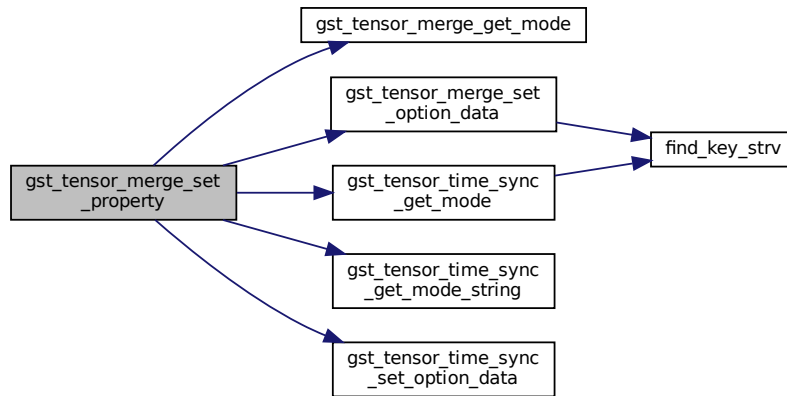 gst_tensor_merge_get_mode
gst_tensor_merge_set
_option_data
find_key_strv
gst_tensor_merge_set
_property
gst_tensor_time_sync
_get_mode
gst_tensor_time_sync
_get_mode_string
gst_tensor_time_sync
_set_option_data